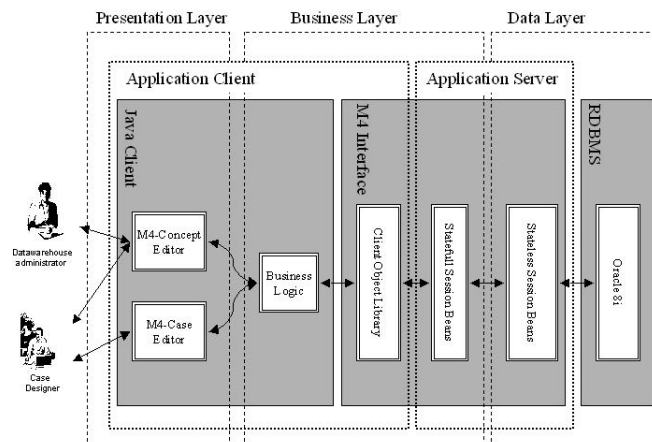 Presentation Layer
Business Layer
Data Layer
Application Client
Application Server
Java Client
M4 Interface
RDBMS
Datawarehouse
administrator
M4-Concept
Editor
Business
Logic
Client Object Library
Statefull Session Beans
Stateless Session Beans
Oracle 8i
M4-Case
Editor
Case
Designer